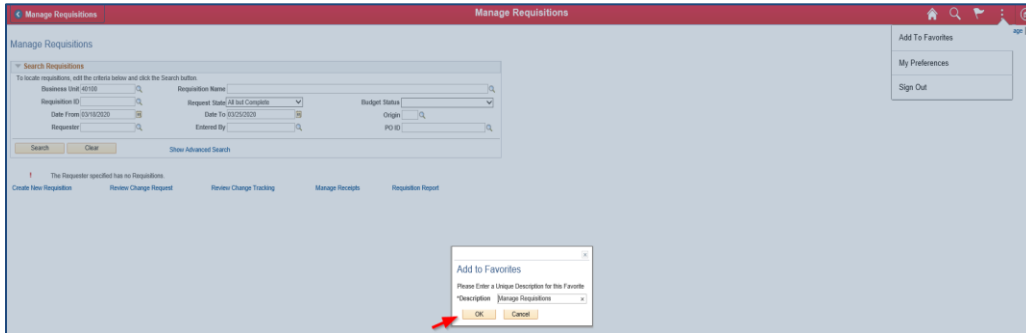 Manage Requisitions
Manage Requisitions
Add To Favorites
My Preferences
Sign Out
Manage Requisitions
Search Requisitions
To locate requisitions, edit the criteria below and click the Search button.
Business Unit 40100 Requisition Name
Requisition ID Request State All but Complete Budget Status
Date From 03/18/2020 Date To 03/25/2020 Origin
Requester Entered By PO ID
Search Clear Show Advanced Search
! The Requester specified has no Requisitions.
Create New Requisition Review Change Request Review Change Tracking Manage Receipts Requisition Report
Add to Favorites
Please Enter a Unique Description for this Favorite
*Description Manage Requisitions x
OK Cancel